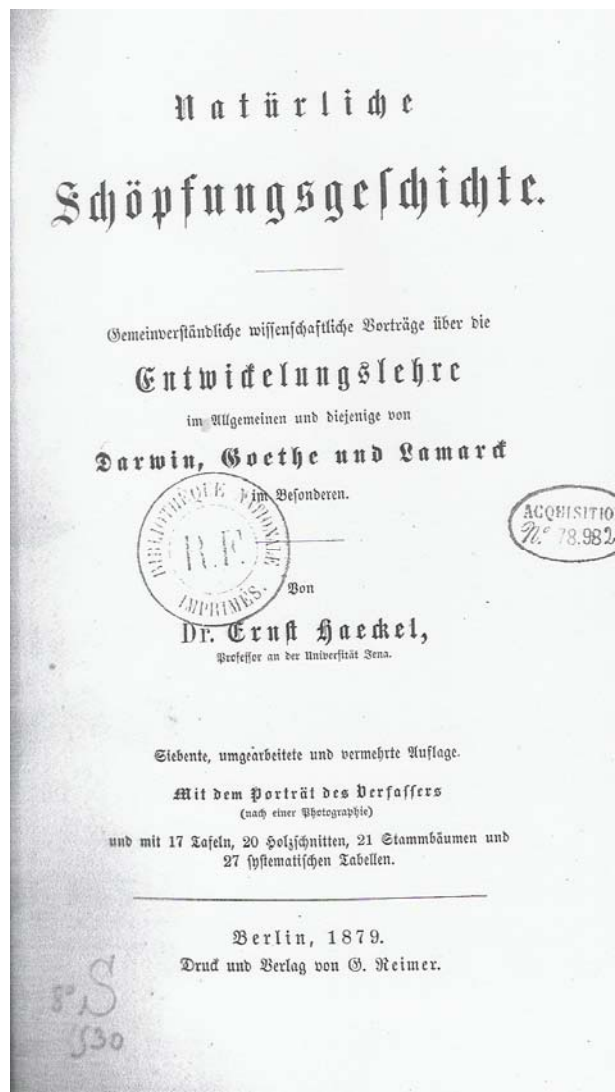 Natürliche
Schöpfungsgeschichte.
Gemeinverständliche wissenschaftliche Vorträge über die
Entwickelungslehre
im Allgemeinen und diejenige von
Darwin, Goethe und Lamarck
im Besonderen.
BIBLIOTHÈQUE NATIONALE
R.F.
IMPRIMÉS.
ACQUISITIO
N.º 78.982
Von
Dr. Ernst Haeckel,
Professor an der Universität Jena.
Siebente, umgearbeitete und vermehrte Auflage.
Mit dem Porträt des Verfassers
(nach einer Photographie)
und mit 17 Tafeln, 20 Holzschnitten, 21 Stammbäumen und
27 systematischen Tabellen.
Berlin, 1879.
Druck und Verlag von G. Reimer.
8º S